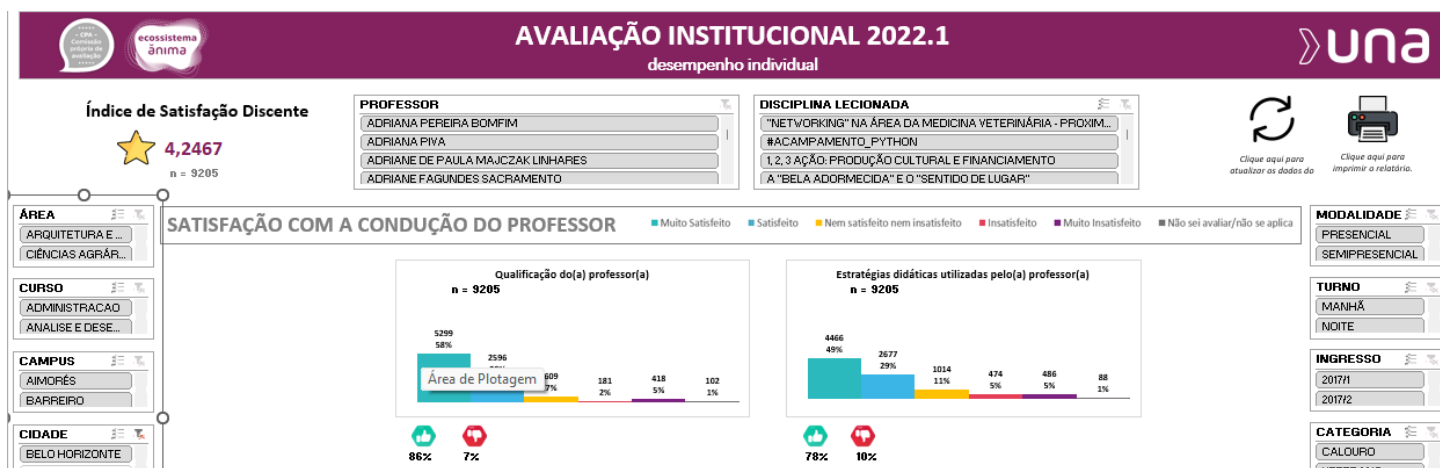 - CPA -
Comissão
própria de
avaliação
ecossistema
ânima
AVALIAÇÃO INSTITUCIONAL 2022.1
desempenho individual
una
Índice de Satisfação Discente
4,2467
n = 9205
PROFESSOR
ADRIANA PEREIRA BOMFIM
ADRIANA PIVA
ADRIANE DE PAULA MAJCZAK LINHARES
ADRIANE FAGUNDES SACRAMENTO
DISCIPLINA LECIONADA
"NETWORKING" NA ÁREA DA MEDICINA VETERINÁRIA - PROXIM...
#ACAMPAMENTO_PYTHON
1, 2, 3 AÇÃO: PRODUÇÃO CULTURAL E FINANCIAMENTO
A "BELA ADORMECIDA" E O "SENTIDO DE LUGAR"
Clique aqui para
atualizar os dados do
Clique aqui para
imprimir o relatório.
ÁREA
ARQUITETURA E ...
CIÊNCIAS AGRÁR...
CURSO
ADMINISTRACAO
ANALISE E DESE...
CAMPUS
AIMORÉS
BARREIRO
CIDADE
BELO HORIZONTE
SATISFAÇÃO COM A CONDUÇÃO DO PROFESSOR
Muito Satisfeito
Satisfeito
Nem satisfeito nem insatisfeito
Insatisfeito
Muito Insatisfeito
Não sei avaliar/não se aplica
Qualificação do(a) professor(a)
n = 9205
5299
58%
2596
609
7%
181
2%
418
5%
102
1%
Área de Plotagem
86%
7%
Estratégias didáticas utilizadas pelo(a) professor(a)
n = 9205
4466
49%
2677
29%
1014
11%
474
5%
486
5%
88
1%
78%
10%
MODALIDADE
PRESENCIAL
SEMIPRESENCIAL
TURNO
MANHÃ
NOITE
INGRESSO
2017/1
2017/2
CATEGORIA
CALOURO